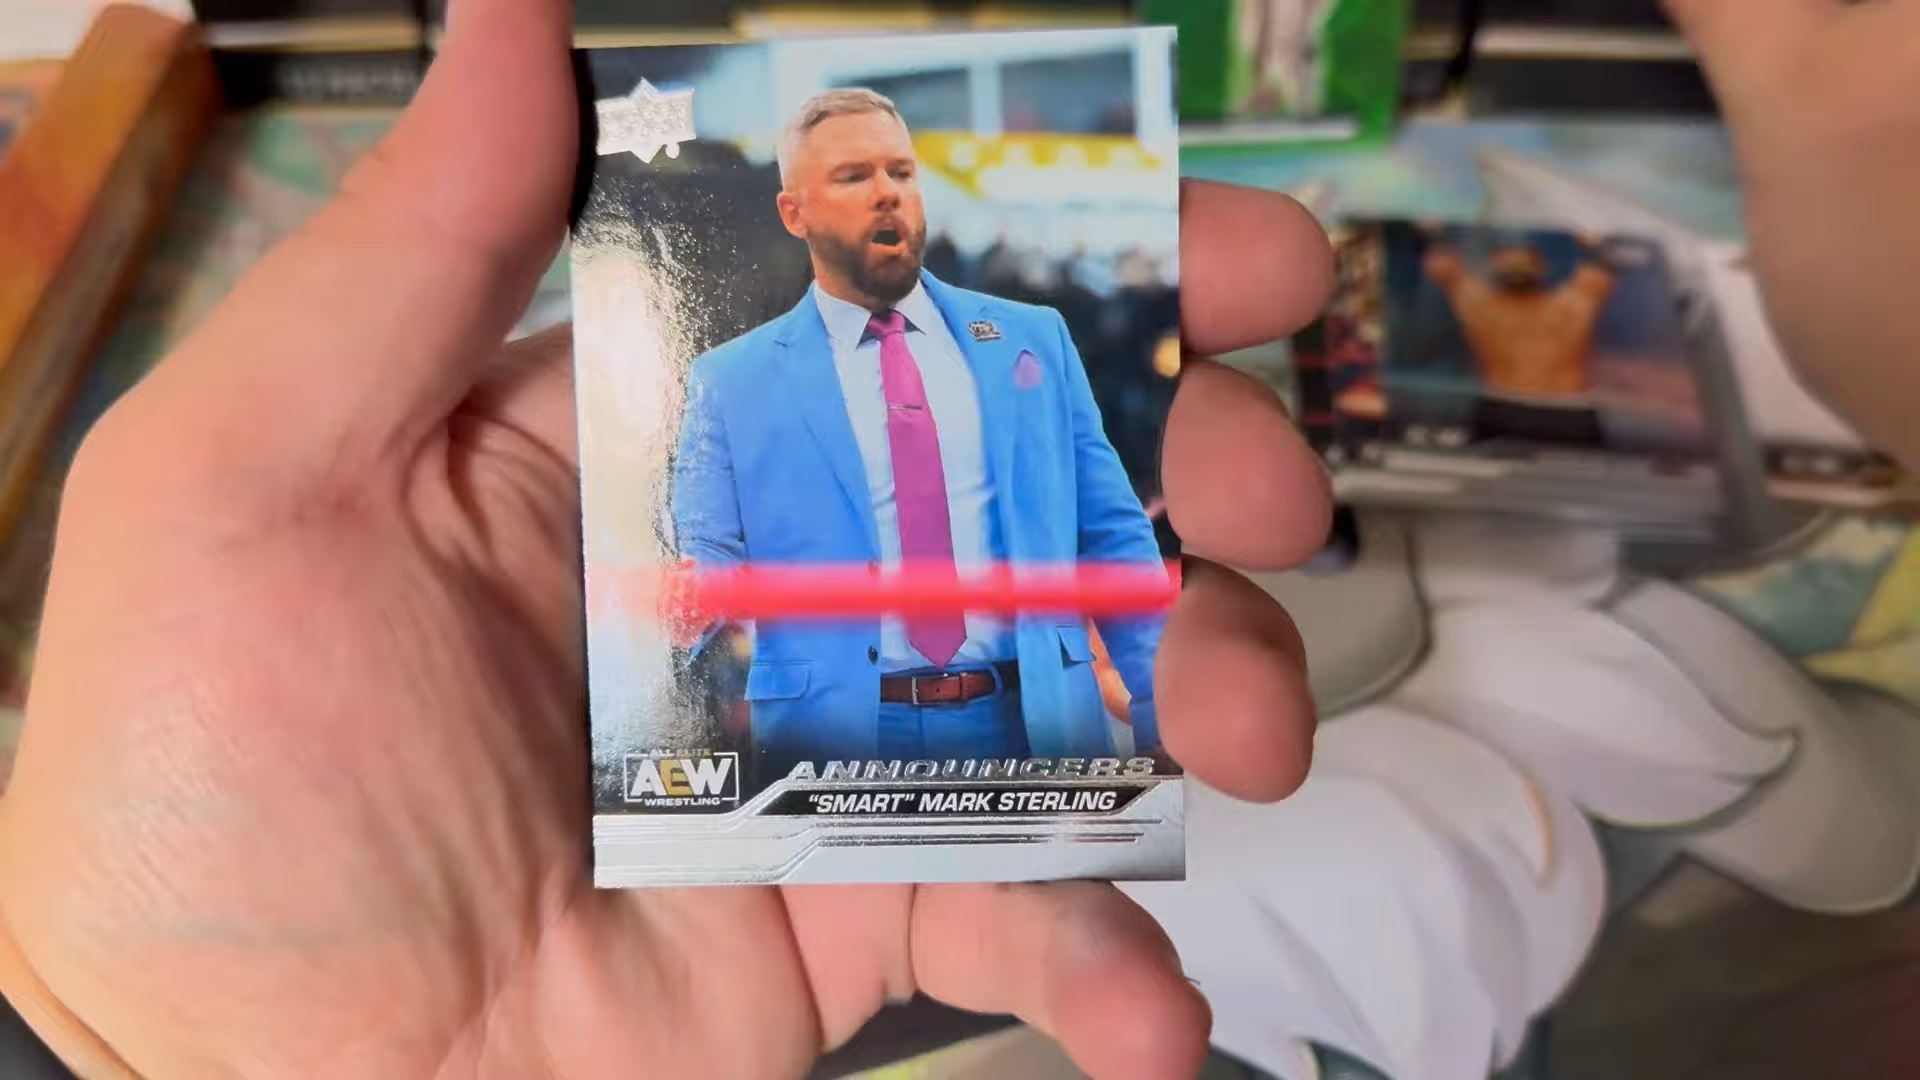 ALL ELITE
AEW
WRESTLING
ANNOUNCERS
"SMART" MARK STERLING